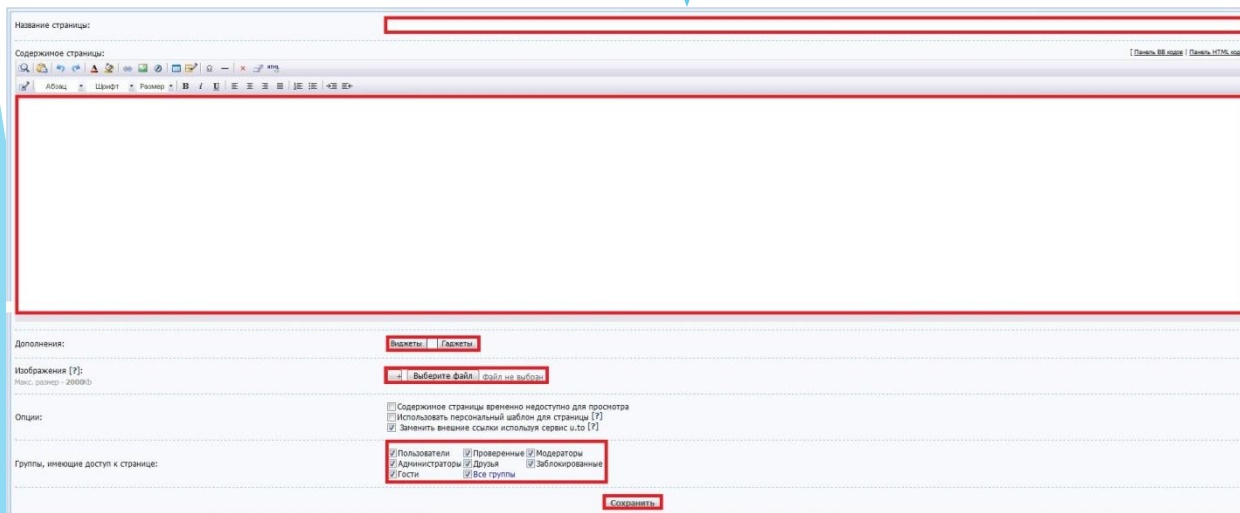 Название страницы:
Содержимое страницы:
[ Панель BB кодов | Панель HTML код
Абзац Шрифт Размер B I U
Дополнения: Виджеты Гаджеты
Изображения [?]:
Макс. размер - 2000Kb
+ Выберите файл Файл не выбран
Опции:
Содержимое страницы временно недоступно для просмотра
Использовать персональный шаблон для страницы [?]
Заменить внешние ссылки используя сервис u.to [?]
Группы, имеющие доступ к странице:
Пользователи Проверенные Модераторы
Администраторы Друзья Заблокированные
Гости Все группы
Сохранить